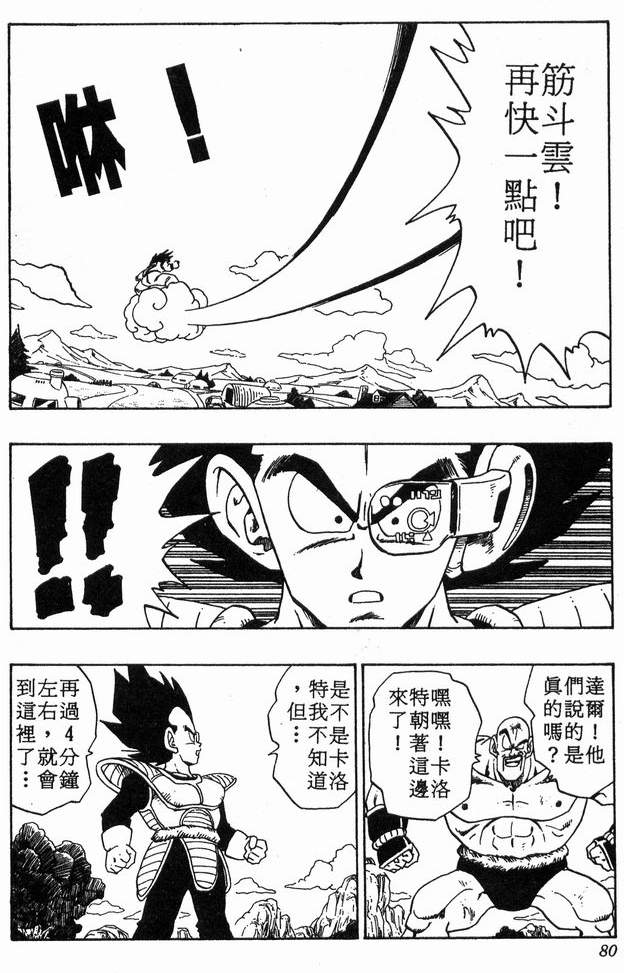 筋斗雲！
再快一點吧！
咻！
!!
達爾！他
們說的是
真的嗎？
嘿嘿！卡洛
特朝著這邊
來了！
是不是卡洛
特我不知道
，但…
再過4分鐘
左右，就會
到這裡了…
80